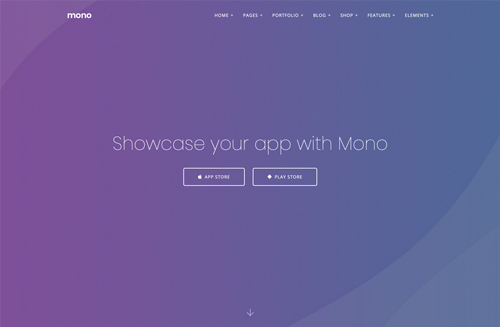 mono HOME + PAGES + PORTFOLIO + BLOG + SHOP + FEATURES + ELEMENTS +
Showcase your app with Mono
APP STORE PLAY STORE